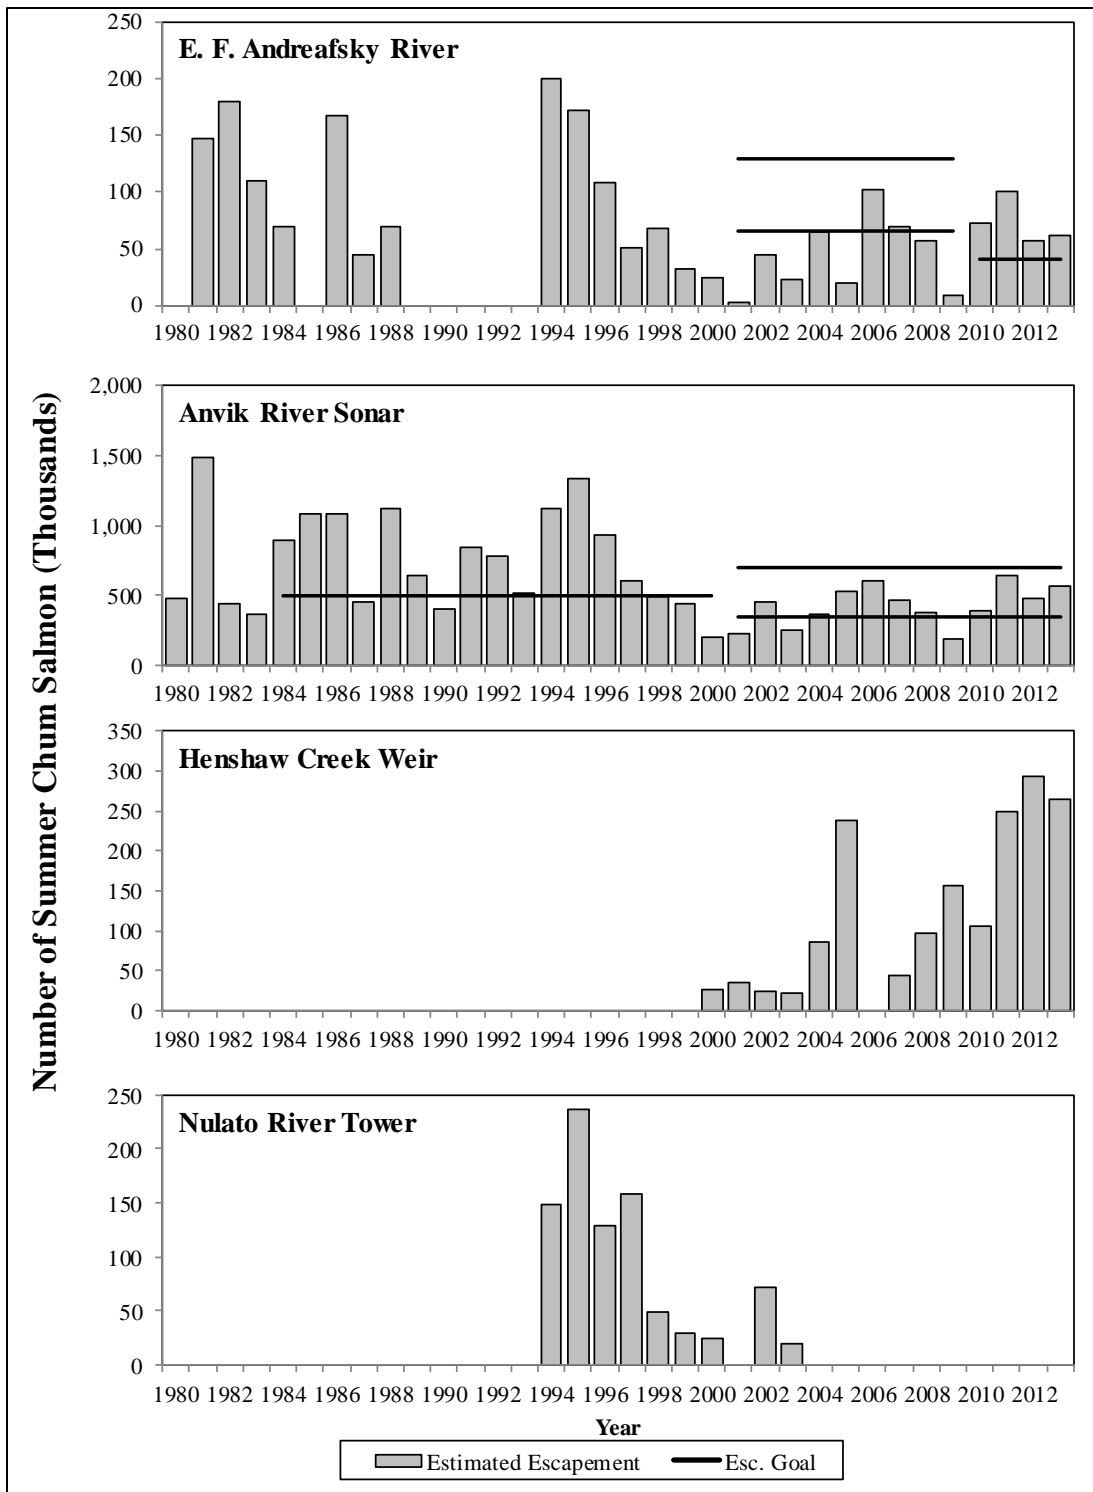 Number of Summer Chum Salmon (Thousands)
E. F. Andreafsky River
250
200
150
100
50
0
1980 1982 1984 1986 1988 1990 1992 1994 1996 1998 2000 2002 2004 2006 2008 2010 2012
Anvik River Sonar
2,000
1,500
1,000
500
0
1980 1982 1984 1986 1988 1990 1992 1994 1996 1998 2000 2002 2004 2006 2008 2010 2012
Henshaw Creek Weir
350
300
250
200
150
100
50
0
1980 1982 1984 1986 1988 1990 1992 1994 1996 1998 2000 2002 2004 2006 2008 2010 2012
Nulato River Tower
250
200
150
100
50
0
1980 1982 1984 1986 1988 1990 1992 1994 1996 1998 2000 2002 2004 2006 2008 2010 2012
Year
Estimated Escapement Esc. Goal